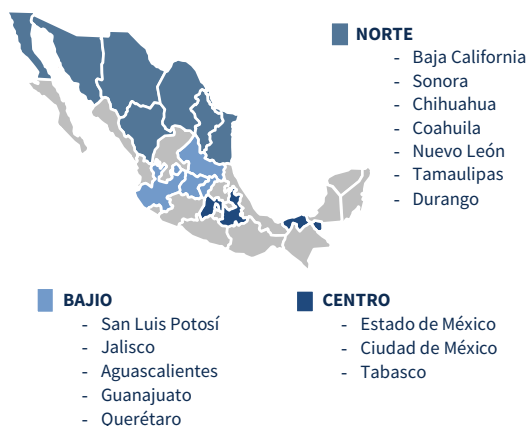 NORTE
- Baja California
- Sonora
- Chihuahua
- Coahuila
- Nuevo León
- Tamaulipas
- Durango
BAJIO
- San Luis Potosí
- Jalisco
- Aguascalientes
- Guanajuato
- Querétaro
CENTRO
- Estado de México
- Ciudad de México
- Tabasco